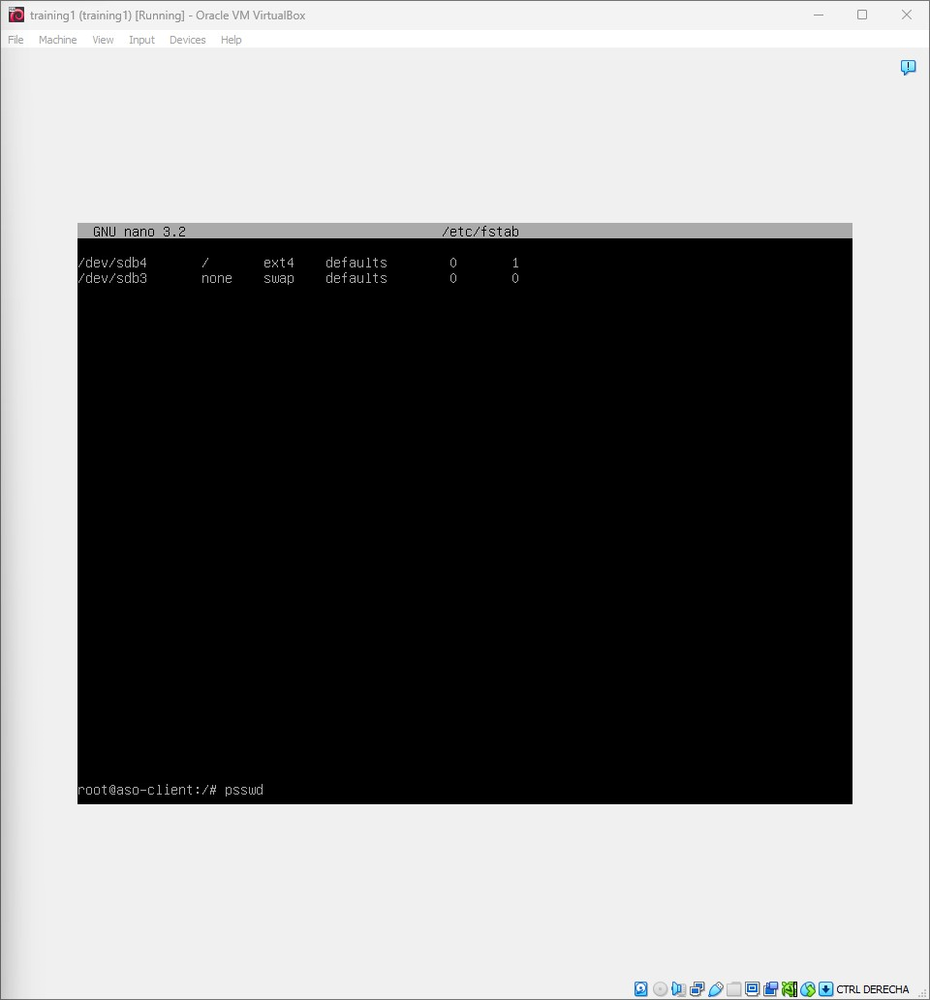 training1 (training1) [Running] - Oracle VM VirtualBox
File Machine View Input Devices Help
GNU nano 3.2 /etc/fstab
/dev/sdb4 / ext4 defaults 0 1
/dev/sdb3 none swap defaults 0 0
root@aso-client:/# psswd
CTRL DERECHA